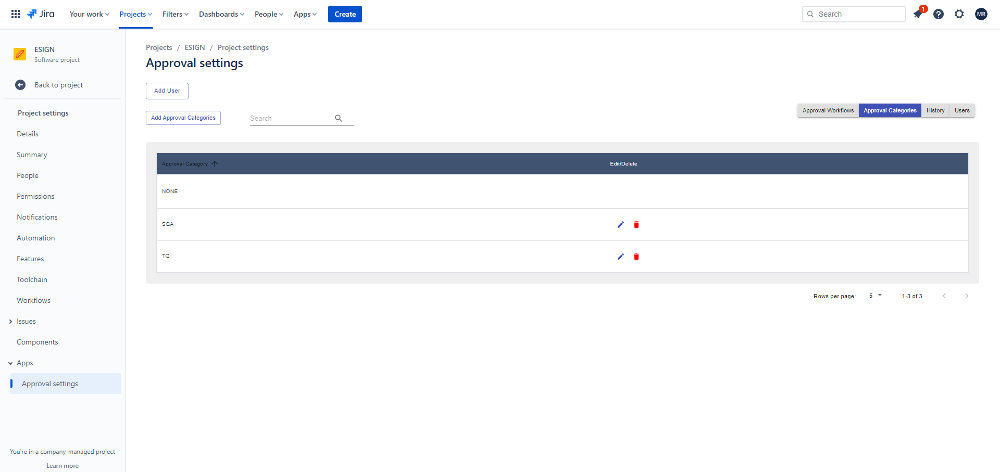 Jira Your work Projects Filters Dashboards People Apps Create Search 1 MR
ESIGN
Software project
Back to project
Project settings
Details
Summary
People
Permissions
Notifications
Automation
Features
Toolchain
Workflows
Issues
Components
Apps
Approval settings
You're in a company-managed project
Learn more
Projects / ESIGN / Project settings
Approval settings
Add User
Add Approval Categories Search
Approval Workflows Approval Categories History Users
Approval Category Edit/Delete
NONE
SQA
TQ
Rows per page: 5 1-3 of 3